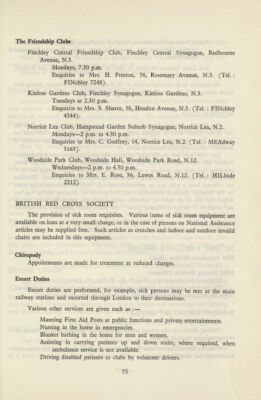 The Friendship Clubs
Finchley Central Friendship Club, Finchley Central Synagogue, Redbourne
Avenue, N.3.
Mondays, 7.30 p.m.
Enquiries to Mrs. H. Preston, 56, Rosemary Avenue, N.3. (Tel. :
FINchley 7248).
Kinloss Gardens Club, Finchley Synagogue, Kinloss Gardens, N.3.
Tuesdays at 2.30 p.m.
Enquiries to Mrs. S. Sharer, 58, Hendon Avenue, N.3. (Tel. : FINchley
4344).
Norrice Lea Club, Hampstead Garden Suburb Synagogue, Norrice Lea, N.2.
Mondays—2 p.m. to 4.30 p.m.
Enquiries to Mrs. C. Godfrey, 14, Norrice Lea, N.2. (Tel. : MEAdway
3163).
Woodside Park Club, Woodside Hall, Woodside Park Road, N.12.
Wednesdays—2 p.m. to 4.30 p.m.
Enquiries to Mrs. E. Rose, 56, Lewes Road, N.12. (Tel. : HILlside
2212).
BRITISH RED CROSS SOCIETY
The provision of sick room requisites. Various items of sick room equipment are
available on loan at a very small charge, or in the case of persons on National Assistance
articles may be supplied free. Such articles as crutches and indoor and outdoor invalid
chairs are included in this equipment.
Chiropody
Appointments are made for treatment at reduced charges.
Escort Duties
Escort duties are performed, for example, sick persons may be met at the main
railway stations and escorted through London to their destinations.
Various other services are given such as :—
Manning First Aid Posts at public functions and private entertainments.
Nursing in the home in emergencies.
Blanket bathing in the home for men and women.
Assisting in carrying patients up and down stairs, where required, when
ambulance service is not available.
Driving disabled patients to clubs by volunteer drivers.
75